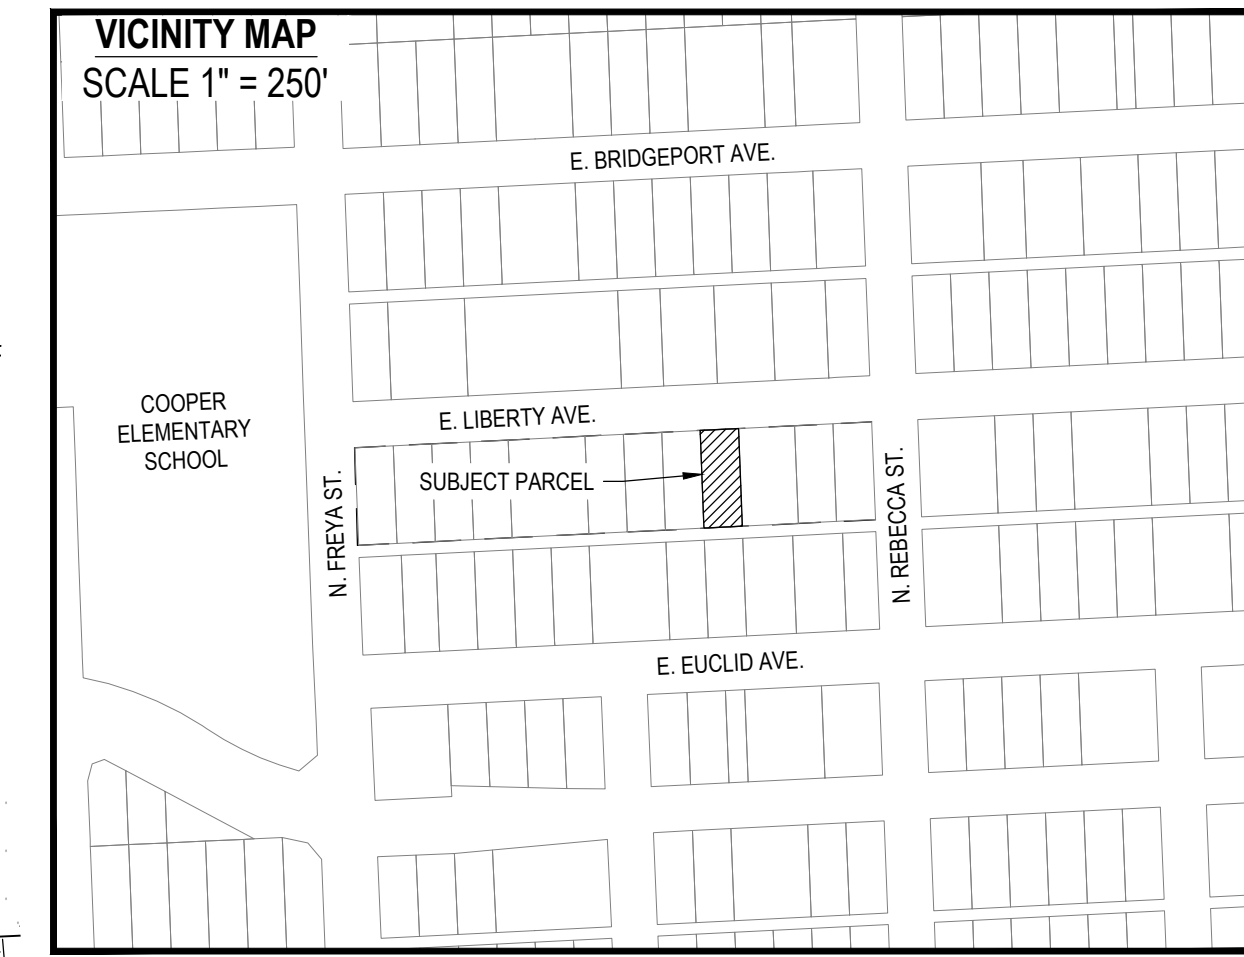 VICINITY MAP
SCALE 1" = 250'
E. BRIDGEPORT AVE.
COOPER
ELEMENTARY
SCHOOL
E. LIBERTY AVE.
SUBJECT PARCEL
N. FREYA ST.
N. REBECCA ST.
E. EUCLID AVE.